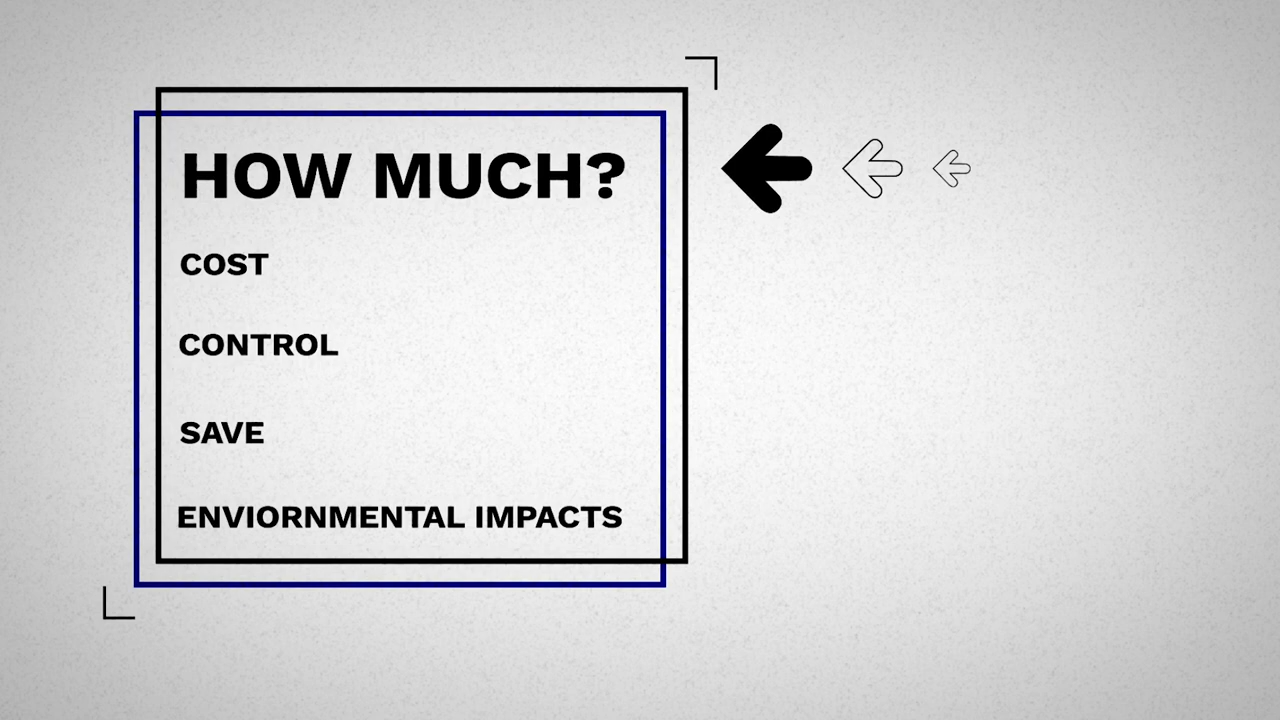 HOW MUCH?
COST
CONTROL
SAVE
ENVIORNMENTAL IMPACTS